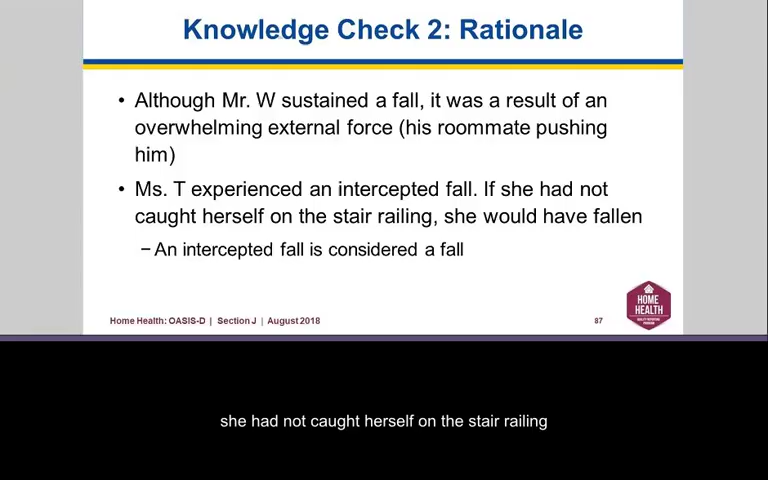 Knowledge Check 2: Rationale
• Although Mr. W sustained a fall, it was a result of an
overwhelming external force (his roommate pushing
him)
• Ms. T experienced an intercepted fall. If she had not
caught herself on the stair railing, she would have fallen
− An intercepted fall is considered a fall
Home Health: OASIS-D | Section J | August 2018
87
HOME
HEALTH
QUALITY REPORTING
PROGRAM
she had not caught herself on the stair railing